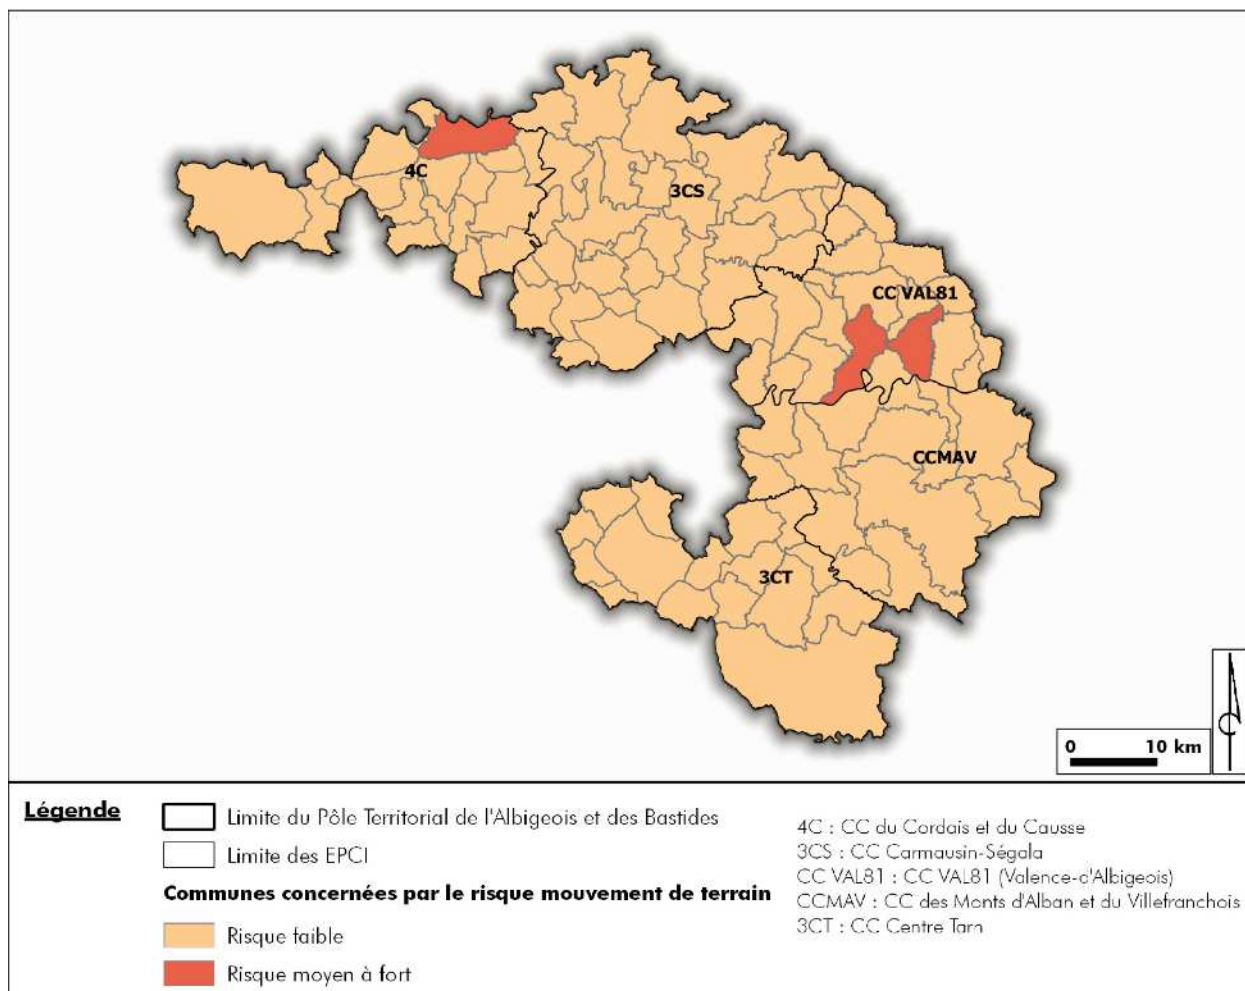 4C
3CS
CC VAL81
CCMAV
3CT
0 10 km
Légende
Limite du Pôle Territorial de l'Albigeois et des Bastides
Limite des EPCI
Communes concernées par le risque mouvement de terrain
Risque faible
Risque moyen à fort
4C : CC du Cordais et du Causse
3CS : CC Carmausin-Ségala
CC VAL81 : CC VAL81 (Valence-d'Albigeois)
CCMAV : CC des Monts d'Alban et du Villefranchois
3CT : CC Centre Tarn